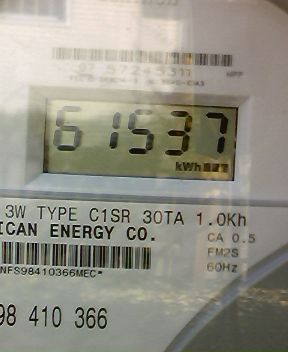 61537
kWh
3W TYPE C1SR 30TA 1.0Kh
ICAN ENERGY CO.
CA 0.5
FM2S
NFS98410366MEC*
60Hz
98 410 366